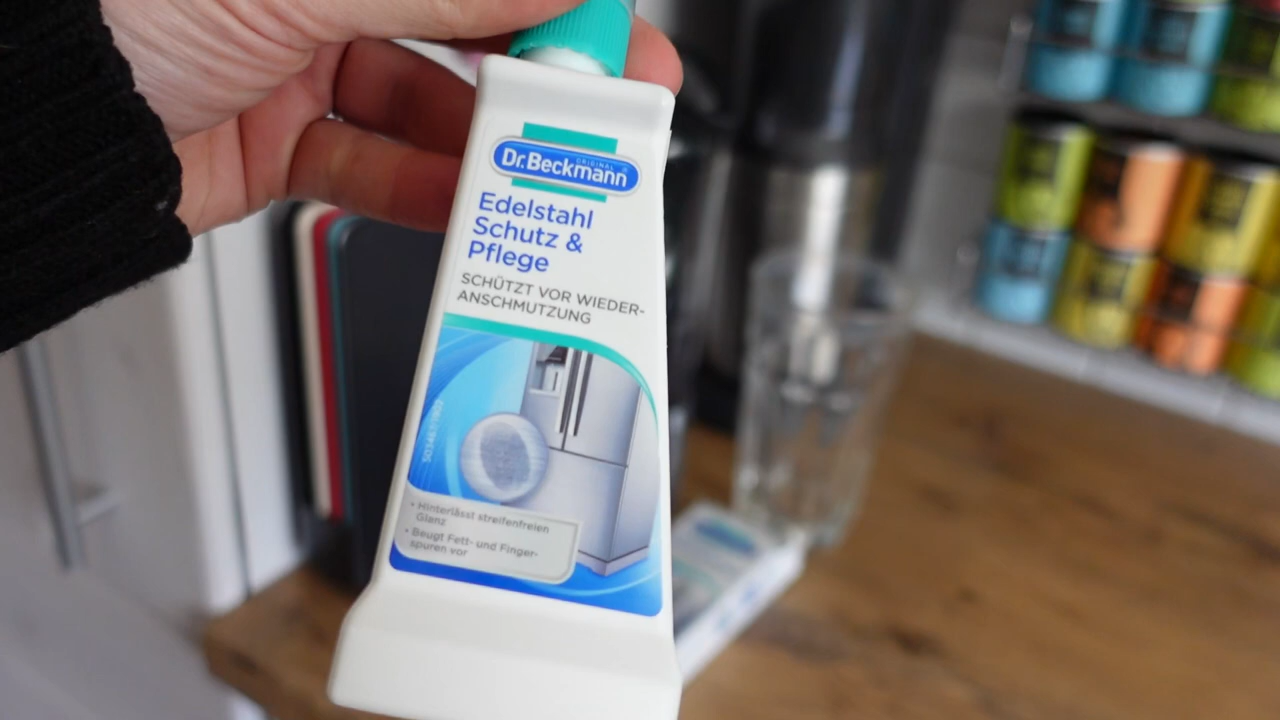 ORIGINAL
Dr.Beckmann
Edelstahl
Schutz &
Pflege
SCHÜTZT VOR WIEDER-
ANSCHMUTZUNG
• Hinterlässt streifenfreien
Glanz
• Beugt Fett- und Finger-
spuren vor